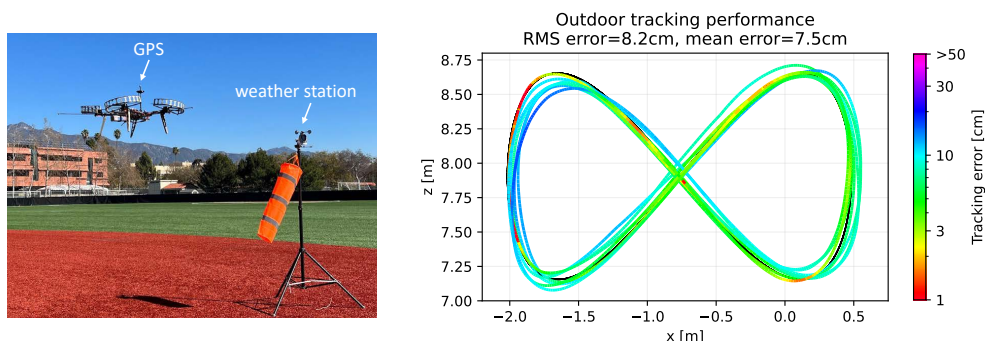 GPS
weather station
Outdoor tracking performance
RMS error=8.2cm, mean error=7.5cm
8.75
8.50
8.25
8.00
7.75
7.50
7.25
7.00
z [m]
−2.0 −1.5 −1.0 −0.5 0.0 0.5
x [m]
>50
30
10
3
1
Tracking error [cm]